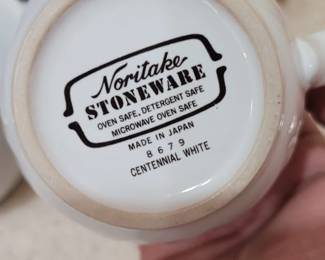 Noritake
STONEWARE
OVEN SAFE, DETERGENT SAFE
MICROWAVE OVEN SAFE
MADE IN JAPAN
8679
CENTENNIAL WHITE